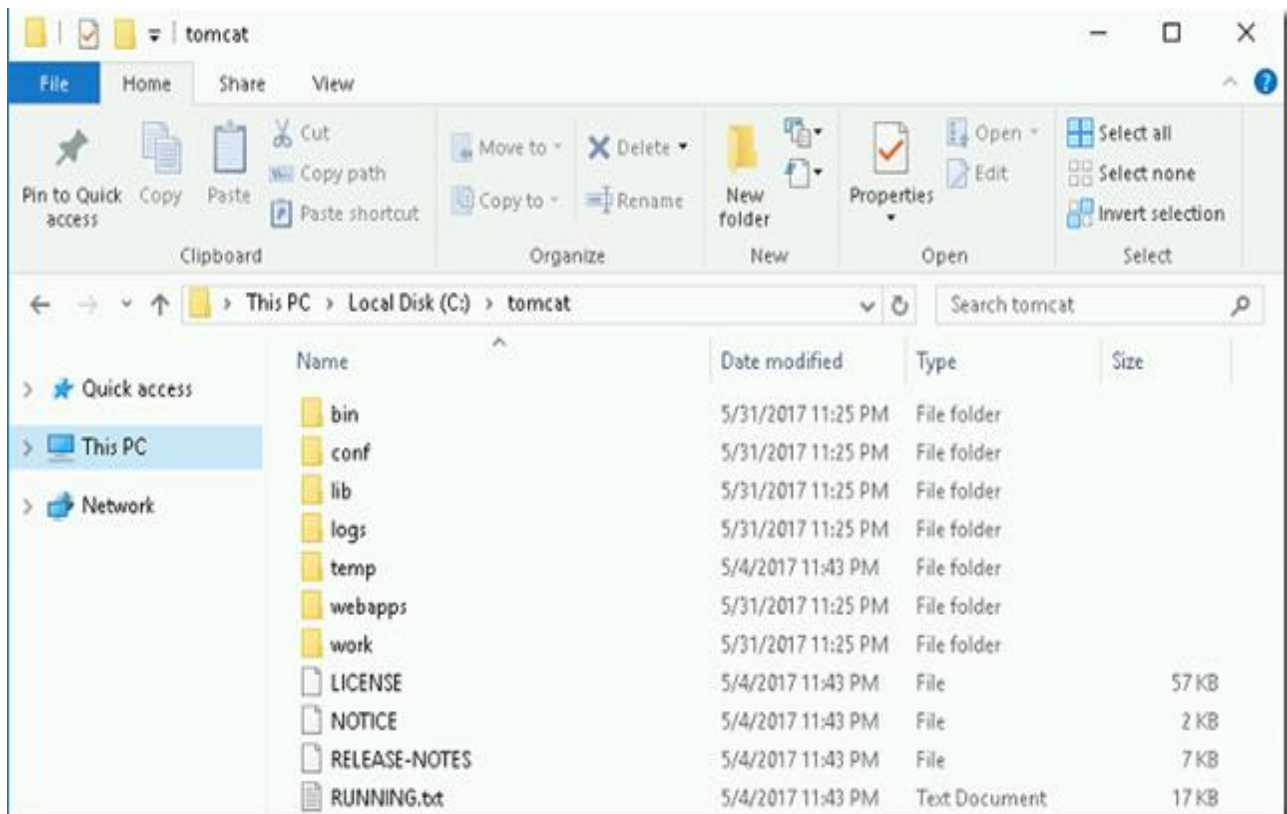 tomcat
File Home Share View
Pin to Quick access
Copy
Paste
Cut
Copy path
Paste shortcut
Clipboard
Move to
Copy to
Delete
Rename
Organize
New folder
New
Properties
Open
Edit
Open
Select all
Select none
Invert selection
Select
This PC > Local Disk (C:) > tomcat
Search tomcat
Quick access
This PC
Network
Name Date modified Type Size
bin 5/31/2017 11:25 PM File folder
conf 5/31/2017 11:25 PM File folder
lib 5/31/2017 11:25 PM File folder
logs 5/31/2017 11:25 PM File folder
temp 5/4/2017 11:43 PM File folder
webapps 5/31/2017 11:25 PM File folder
work 5/31/2017 11:25 PM File folder
LICENSE 5/4/2017 11:43 PM File 57 KB
NOTICE 5/4/2017 11:43 PM File 2 KB
RELEASE-NOTES 5/4/2017 11:43 PM File 7 KB
RUNNING.txt 5/4/2017 11:43 PM Text Document 17 KB